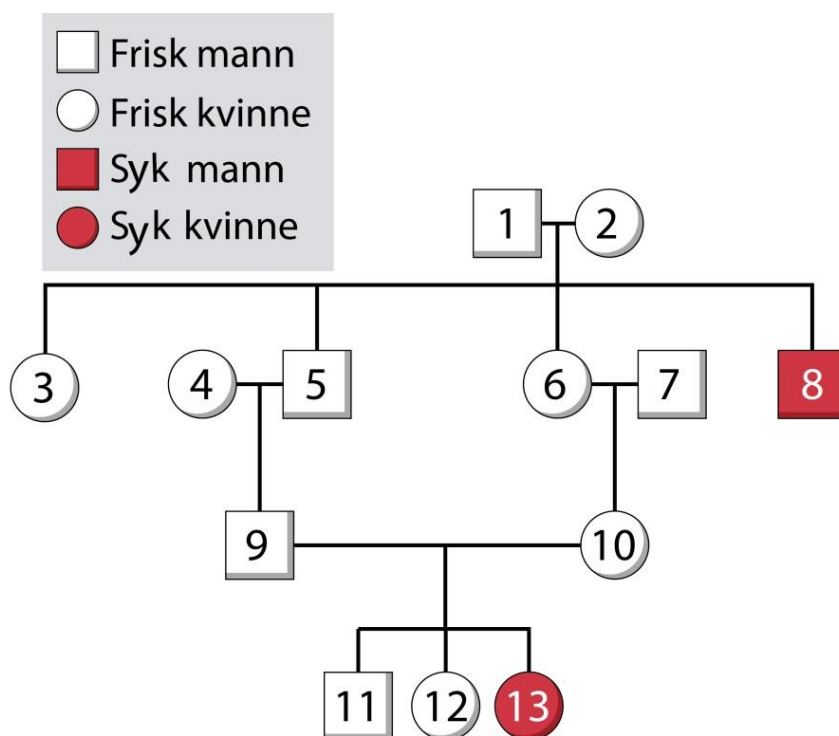 Frisk mann
Frisk kvinne
Syk mann
Syk kvinne
1 2
3 4 5 6 7 8
9 10
11 12 13